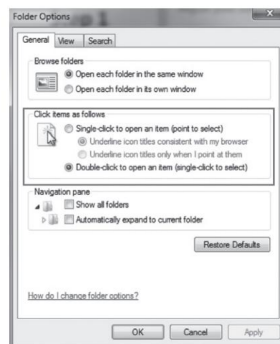 Folder Options
General View Search
Browse folders
Open each folder in the same window
Open each folder in its own window
Click items as follows
Single-click to open an item (point to select)
Underline icon titles consistent with my browser
Underline icon titles only when I point at them
Double-click to open an item (single-click to select)
Navigation pane
Show all folders
Automatically expand to current folder
Restore Defaults
How do I change folder options?
OK Cancel Apply